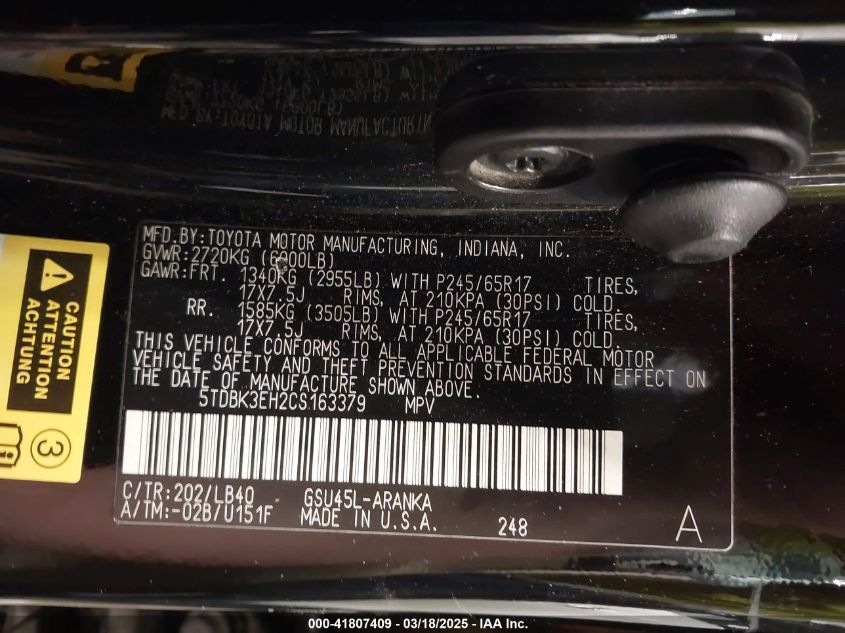 MFD.BY:TOYOTA MOTOR MANUFACTURING, INDIANA, INC.
GVWR:2720KG (6000LB)
GAWR:FRT. 1340KG (2955LB) WITH P245/65R17 TIRES,
17X7.5J RIMS, AT 210KPA (30PSI) COLD.
RR. 1585KG (3505LB) WITH P245/65R17 TIRES,
17X7.5J RIMS, AT 210KPA (30PSI) COLD.
THIS VEHICLE CONFORMS TO ALL APPLICABLE FEDERAL MOTOR
VEHICLE SAFETY AND THEFT PREVENTION STANDARDS IN EFFECT ON
THE DATE OF MANUFACTURE SHOWN ABOVE.
5TDBK3EH2CS163379 MPV
C/TR:202/LB40 GSU45L-ARANKA
A/TM:-02B/U151F MADE IN U.S.A. 248 A
CAUTION
ATTENTION
ACHTUNG
3
000-41807409 - 03/18/2025 - IAA Inc.